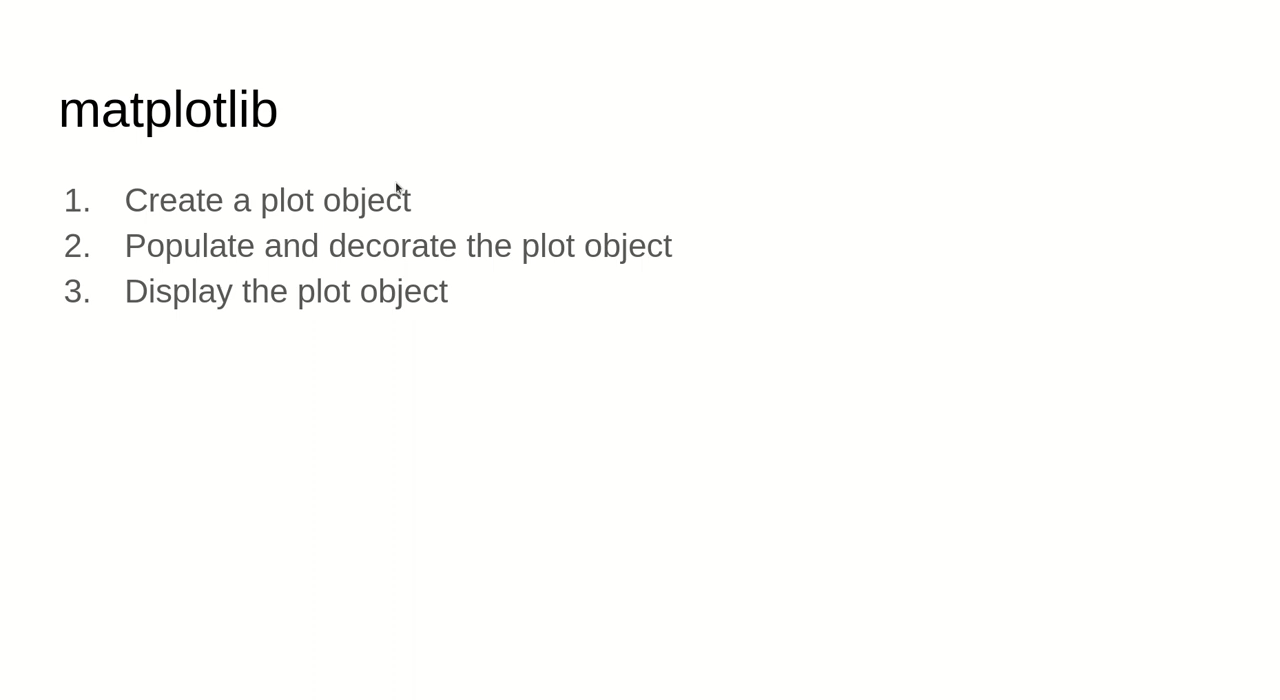 matplotlib
1. Create a plot object
2. Populate and decorate the plot object
3. Display the plot object